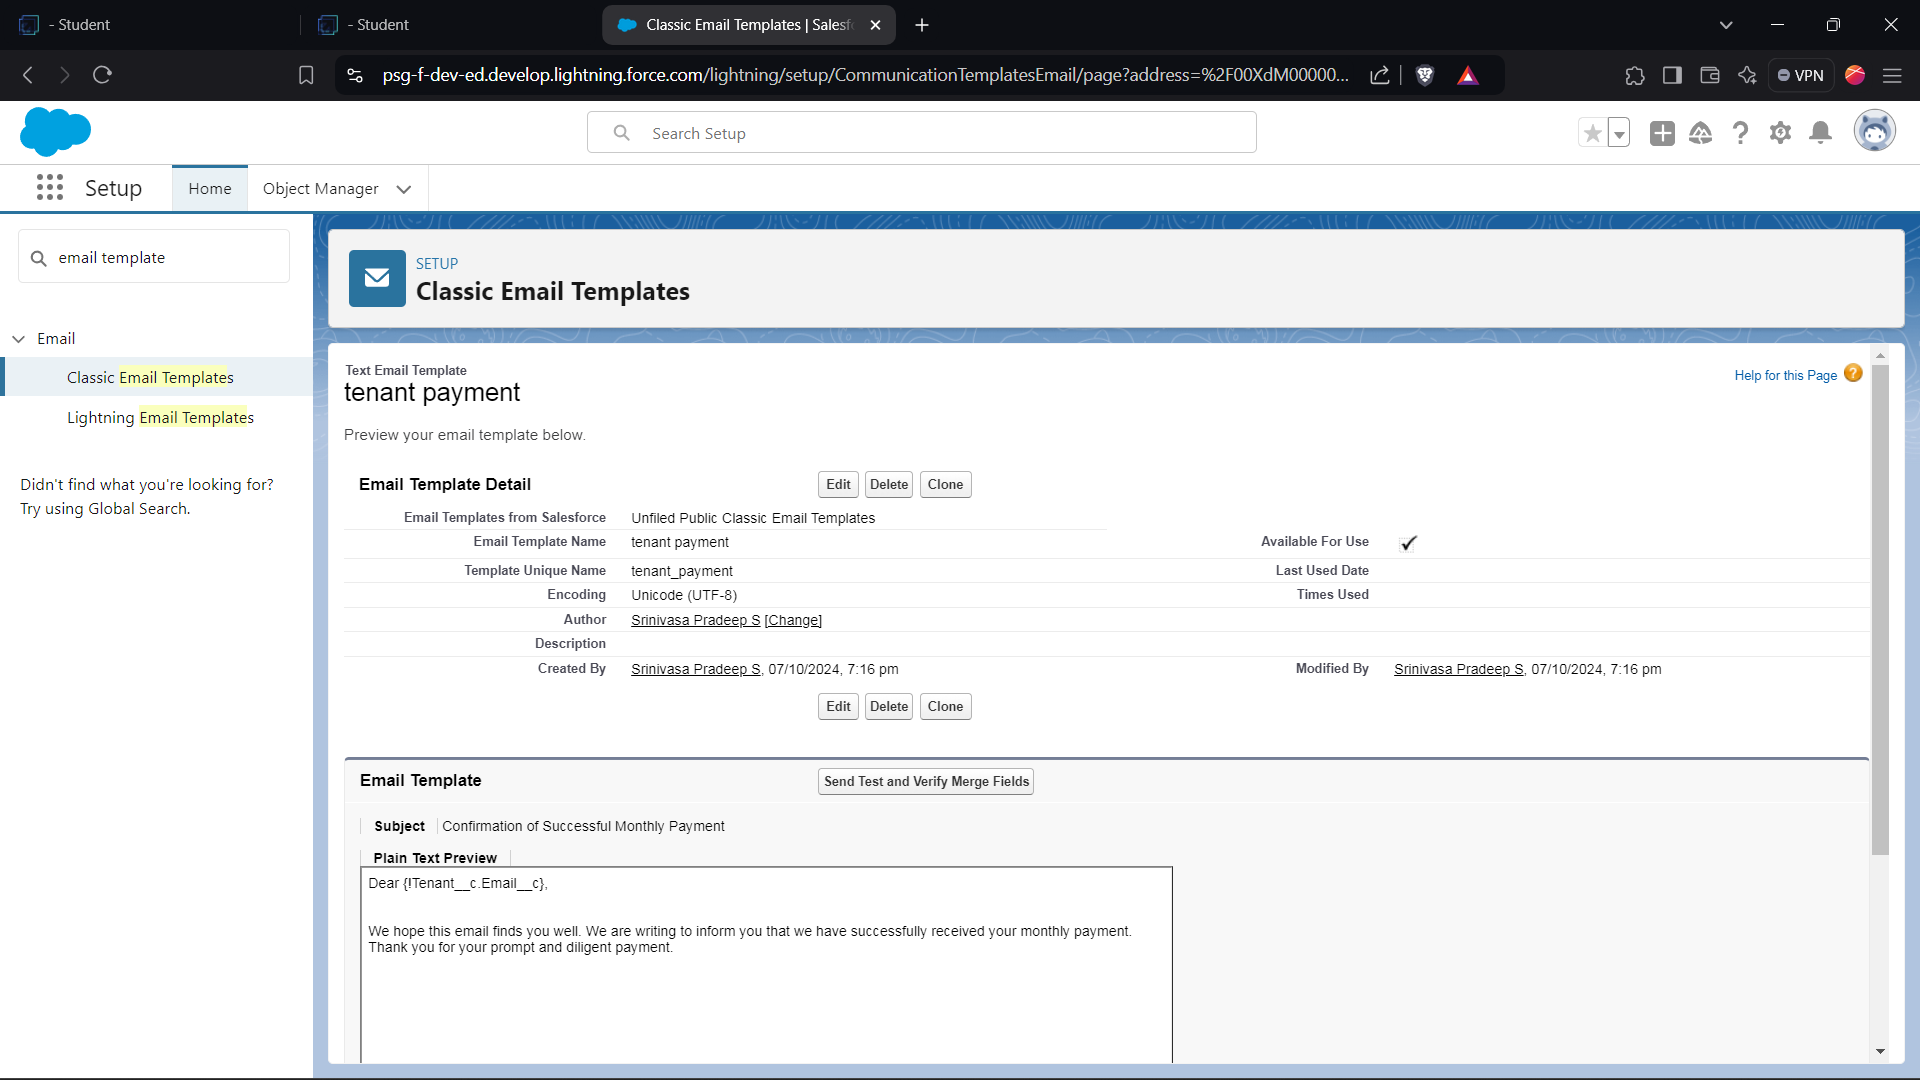 - Student
- Student
Classic Email Templates | Salesf
psg-f-dev-ed.develop.lightning.force.com/lightning/setup/CommunicationTemplatesEmail/page?address=%2F00XdM00000...
VPN
Search Setup
Setup
Home
Object Manager
email template
Email
Classic Email Templates
Lightning Email Templates
Didn't find what you're looking for?
Try using Global Search.
SETUP
Classic Email Templates
Text Email Template
tenant payment
Help for this Page
Preview your email template below.
Email Template Detail
Edit Delete Clone
Email Templates from Salesforce Unfiled Public Classic Email Templates
Email Template Name tenant payment Available For Use
Template Unique Name tenant_payment Last Used Date
Encoding Unicode (UTF-8) Times Used
Author Srinivasa Pradeep S [Change]
Description
Created By Srinivasa Pradeep S, 07/10/2024, 7:16 pm Modified By Srinivasa Pradeep S, 07/10/2024, 7:16 pm
Edit Delete Clone
Email Template
Send Test and Verify Merge Fields
Subject Confirmation of Successful Monthly Payment
Plain Text Preview
Dear {!Tenant__c.Email__c},
We hope this email finds you well. We are writing to inform you that we have successfully received your monthly payment.
Thank you for your prompt and diligent payment.